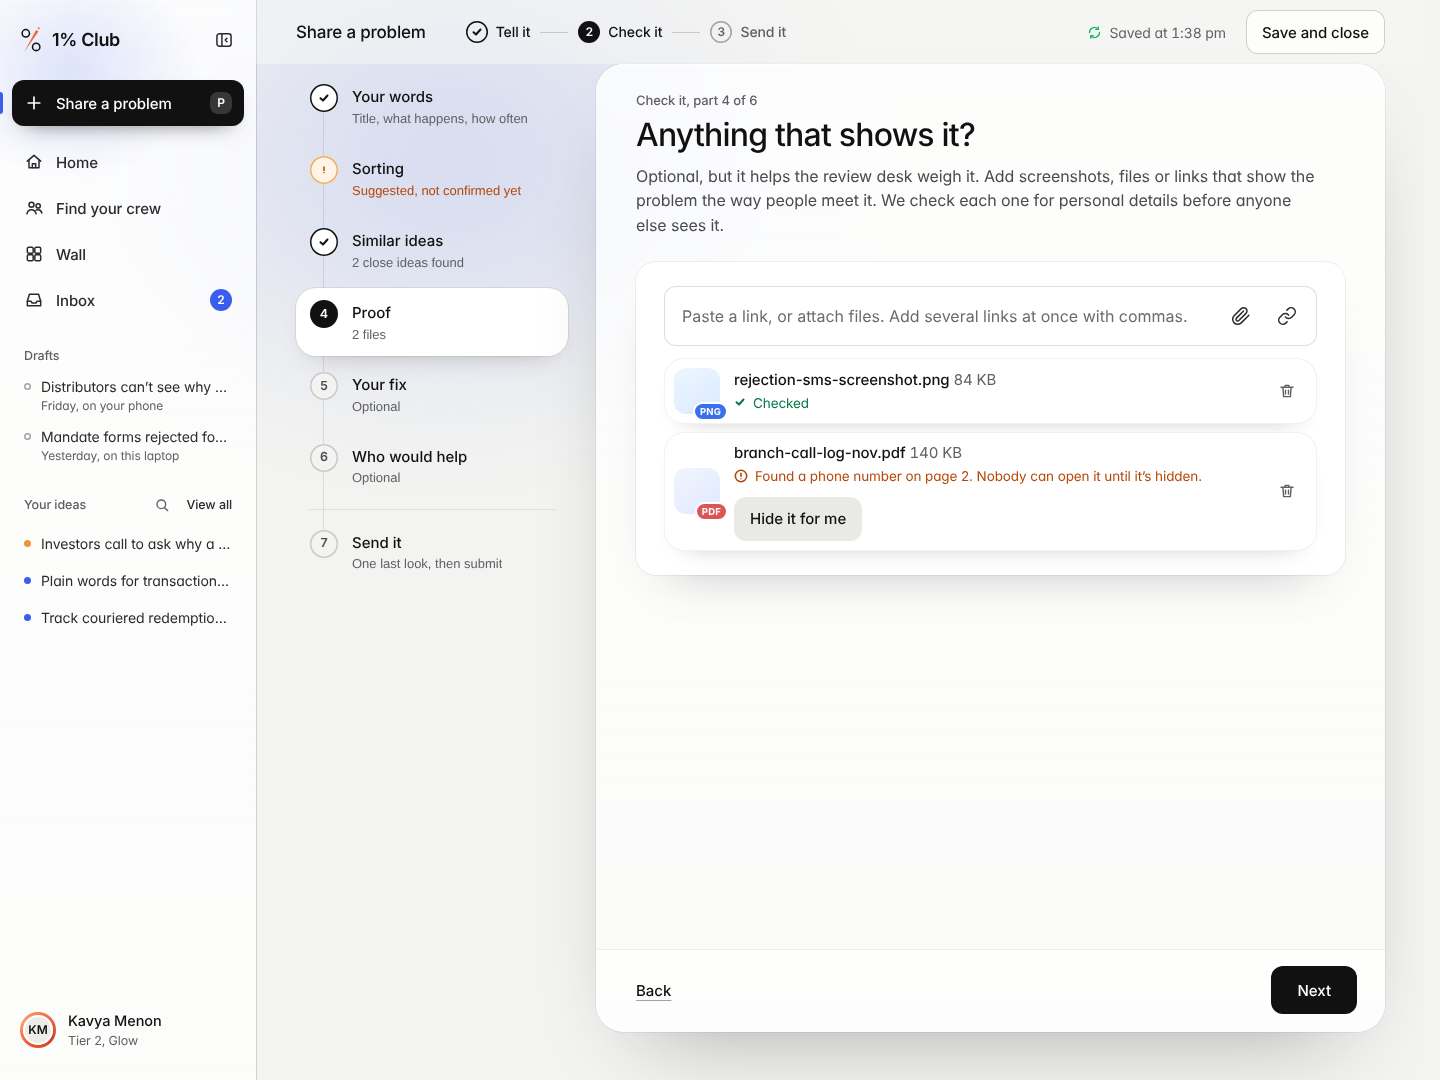 1% Club
Share a problem
P
Home
Find your crew
Wall
Inbox
2
Drafts
Distributors can't see why ...
Friday, on your phone
Mandate forms rejected fo...
Yesterday, on this laptop
Your ideas
View all
Investors call to ask why a ...
Plain words for transaction...
Track couriered redemptio...
KM
Kavya Menon
Tier 2, Glow
Share a problem
Tell it
2
Check it
3
Send it
Saved at 1:38 pm
Save and close
Your words
Title, what happens, how often
!
Sorting
Suggested, not confirmed yet
Similar ideas
2 close ideas found
4
Proof
2 files
5
Your fix
Optional
6
Who would help
Optional
7
Send it
One last look, then submit
Check it, part 4 of 6
Anything that shows it?
Optional, but it helps the review desk weigh it. Add screenshots, files or links that show the
problem the way people meet it. We check each one for personal details before anyone
else sees it.
Paste a link, or attach files. Add several links at once with commas.
rejection-sms-screenshot.png 84 KB
PNG
Checked
branch-call-log-nov.pdf 140 KB
Found a phone number on page 2. Nobody can open it until it's hidden.
PDF
Hide it for me
Back
Next